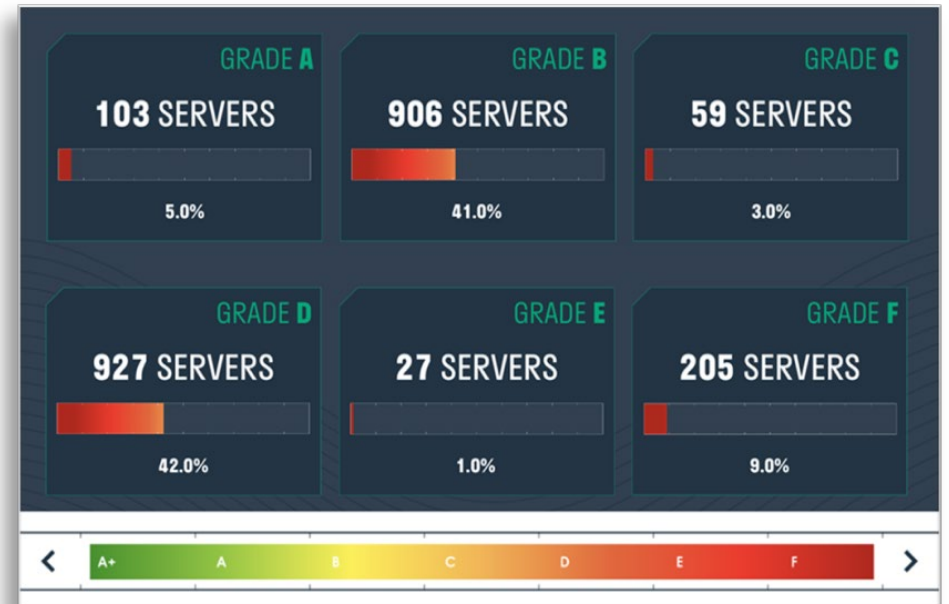 GRADE A
103 SERVERS
5.0%
GRADE B
906 SERVERS
41.0%
GRADE C
59 SERVERS
3.0%
GRADE D
927 SERVERS
42.0%
GRADE E
27 SERVERS
1.0%
GRADE F
205 SERVERS
9.0%
A+ A B C D E F